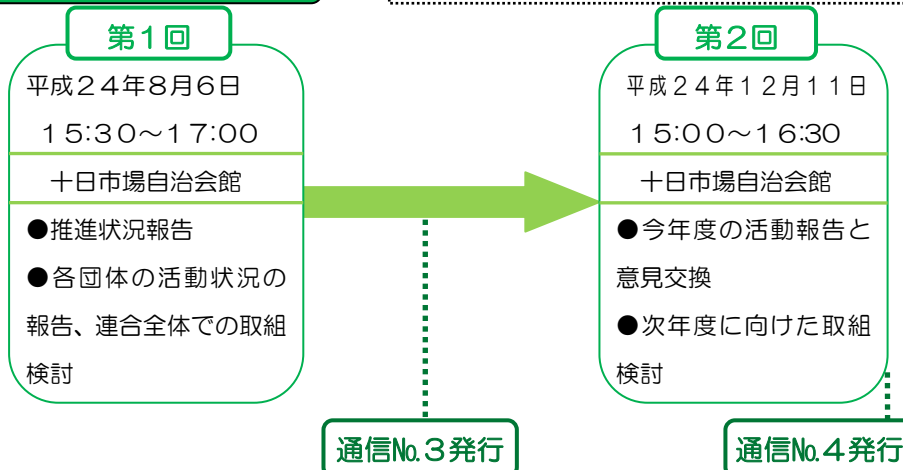 第1回
平成24年8月6日
15:30～17:00
十日市場自治会館
●推進状況報告
●各団体の活動状況の
報告、連合全体での取組
検討
第2回
平成24年12月11日
15:00～16:30
十日市場自治会館
●今年度の活動報告と
意見交換
●次年度に向けた取組
検討
通信№3発行
通信№4発行